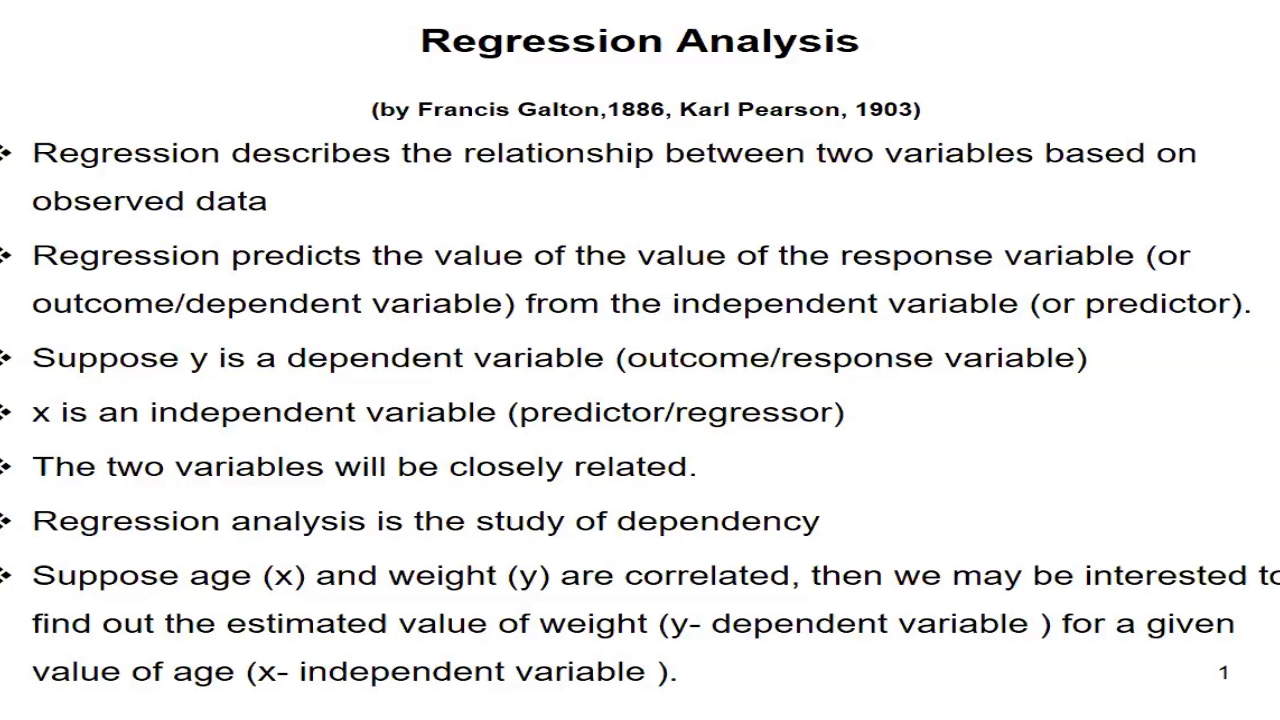 Regression Analysis
(by Francis Galton,1886, Karl Pearson, 1903)
❖ Regression describes the relationship between two variables based on
observed data
❖ Regression predicts the value of the value of the response variable (or
outcome/dependent variable) from the independent variable (or predictor).
❖ Suppose y is a dependent variable (outcome/response variable)
❖ x is an independent variable (predictor/regressor)
❖ The two variables will be closely related.
❖ Regression analysis is the study of dependency
❖ Suppose age (x) and weight (y) are correlated, then we may be interested to
find out the estimated value of weight (y- dependent variable ) for a given
value of age (x- independent variable ).
1